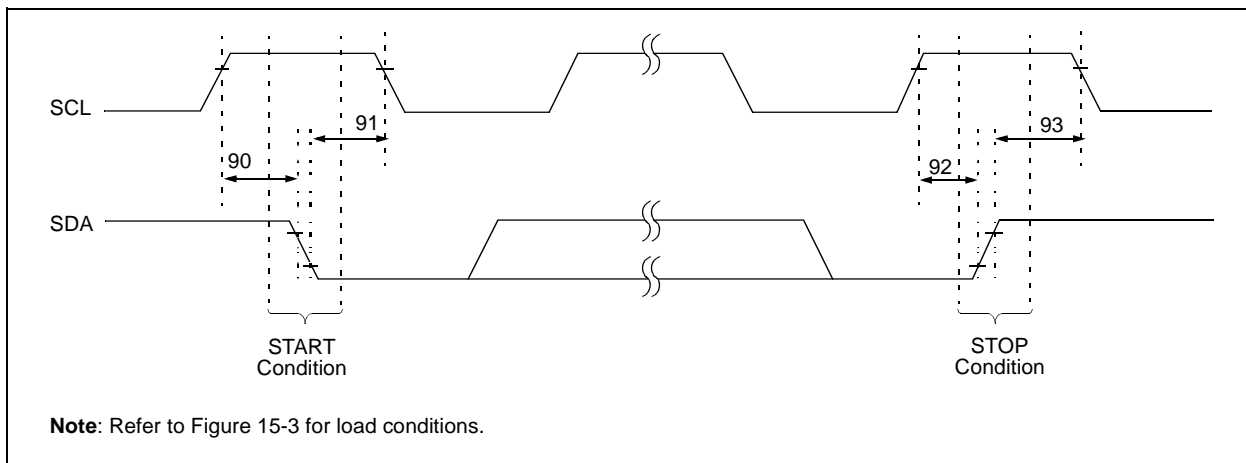 SCL
91
93
90
92
SDA
START
Condition
STOP
Condition
Note: Refer to Figure 15-3 for load conditions.